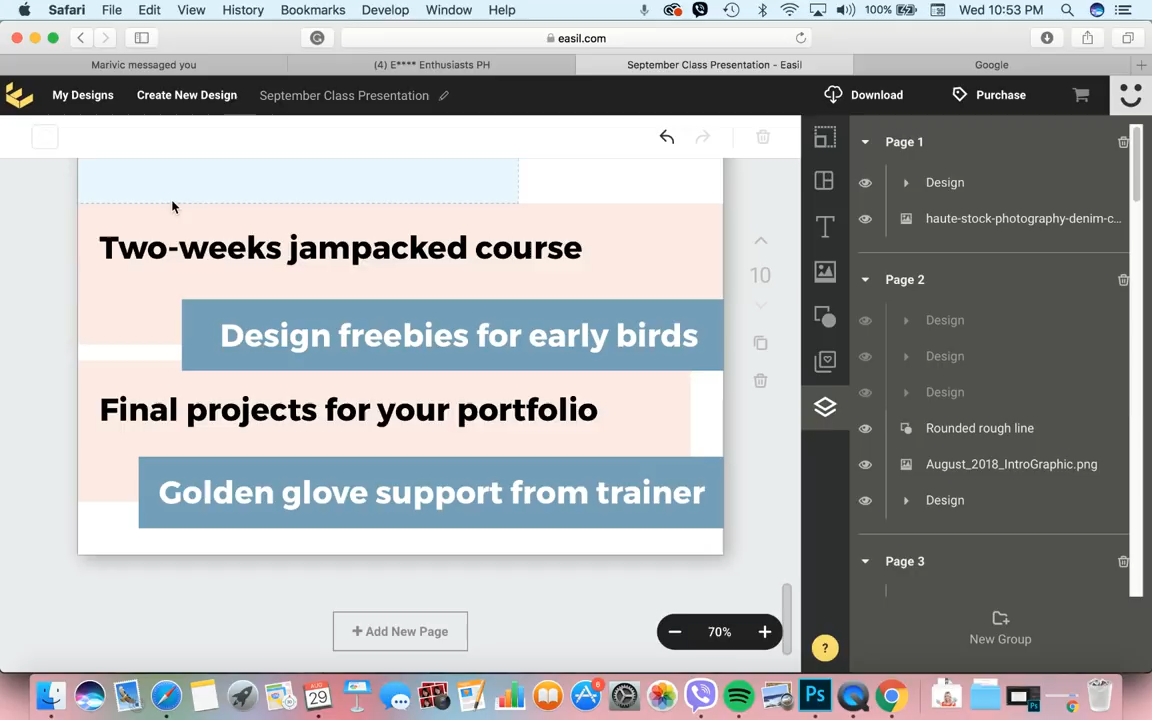 Safari File Edit View History Bookmarks Develop Window Help 100% Wed 10:53 PM
easil.com
Marivic messaged you (4) E**** Enthusiasts PH September Class Presentation - Easil Google
My Designs Create New Design September Class Presentation Download Purchase
Page 1
Design
haute-stock-photography-denim-c...
Page 2
Design
Design
Design
Rounded rough line
August_2018_IntroGraphic.png
Design
Page 3
New Group
Two-weeks jampacked course
Design freebies for early birds
Final projects for your portfolio
Golden glove support from trainer
10
+ Add New Page
70%
?
29
Ps